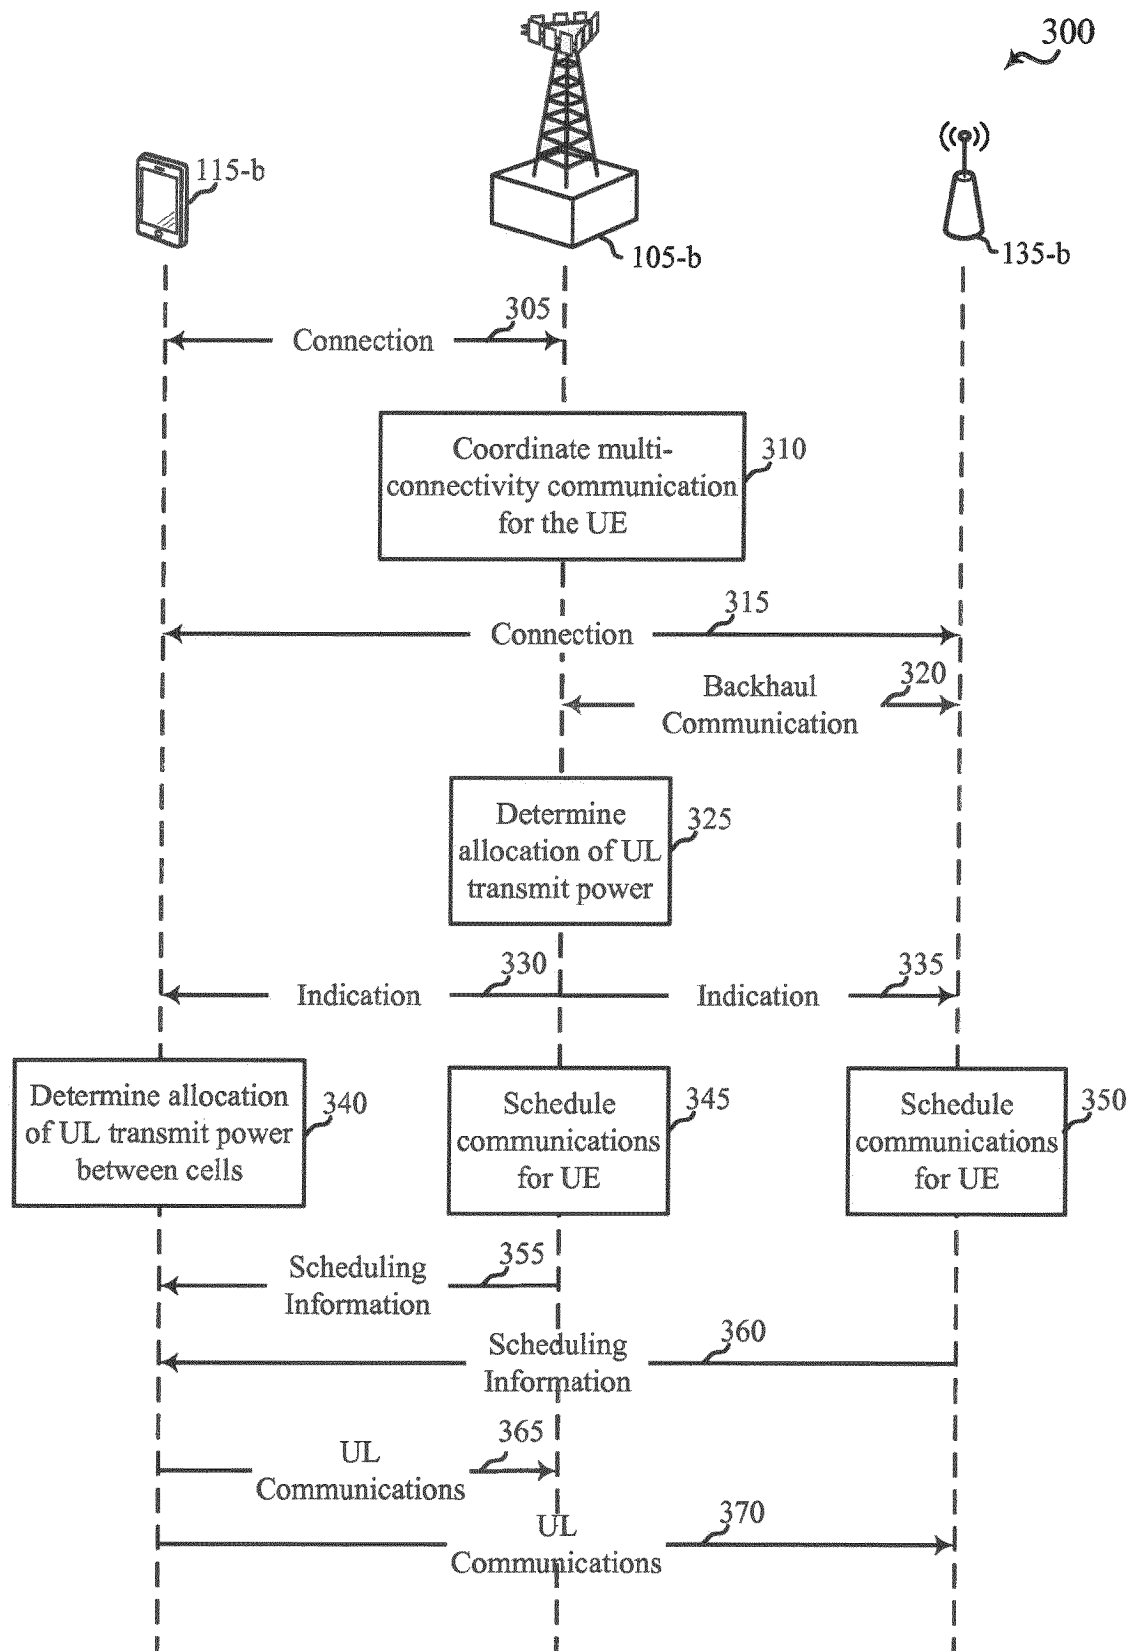 300
115-b
105-b
135-b
305
Connection
Coordinate multi-
connectivity communication
for the UE
310
315
Connection
320
Backhaul
Communication
Determine
allocation of UL
transmit power
325
330
335
Indication
Indication
Determine allocation
of UL transmit power
between cells
340
Schedule
communications
for UE
345
Schedule
communications
for UE
350
355
Scheduling
Information
360
Scheduling
Information
365
UL
Communications
370
UL
Communications